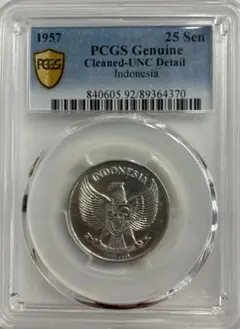 1957 25 Sen
PCGS Genuine
Cleaned-UNC Detail
Indonesia
840605.92/89364370
PCGS
INDONESIA